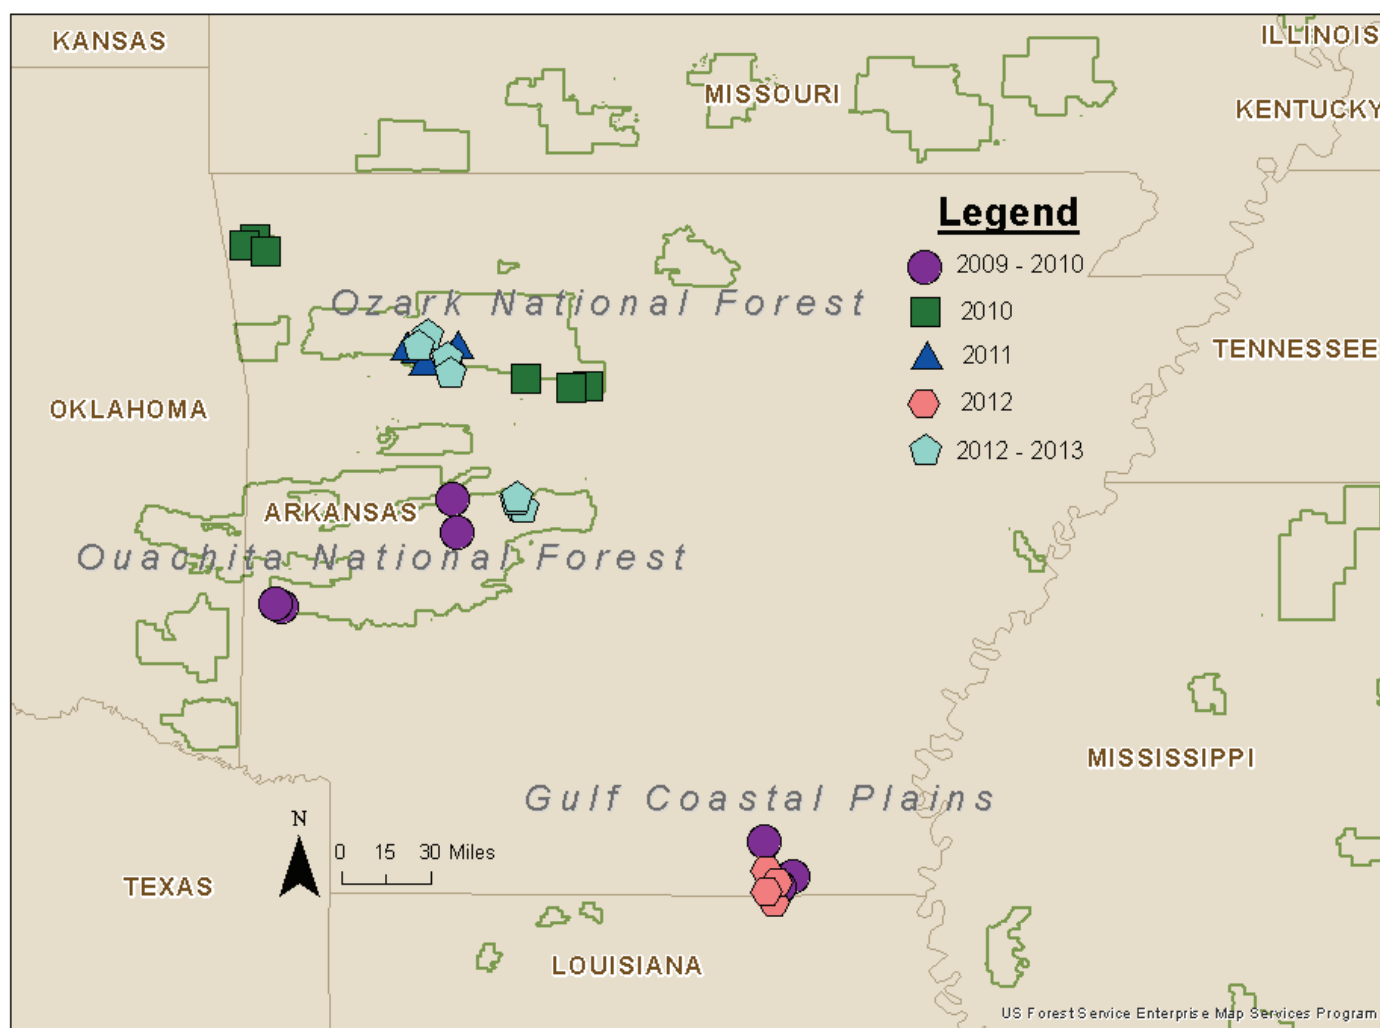 KANSAS
ILLINOIS
MISSOURI
KENTUCKY
Legend
2009 - 2010
Ozark National Forest
2010
TENNESSEE
2011
OKLAHOMA
2012
2012 - 2013
ARKANSAS
Ouachita National Forest
MISSISSIPPI
Gulf Coastal Plains
N
0 15 30 Miles
TEXAS
LOUISIANA
US Forest Service Enterprise Map Services Program